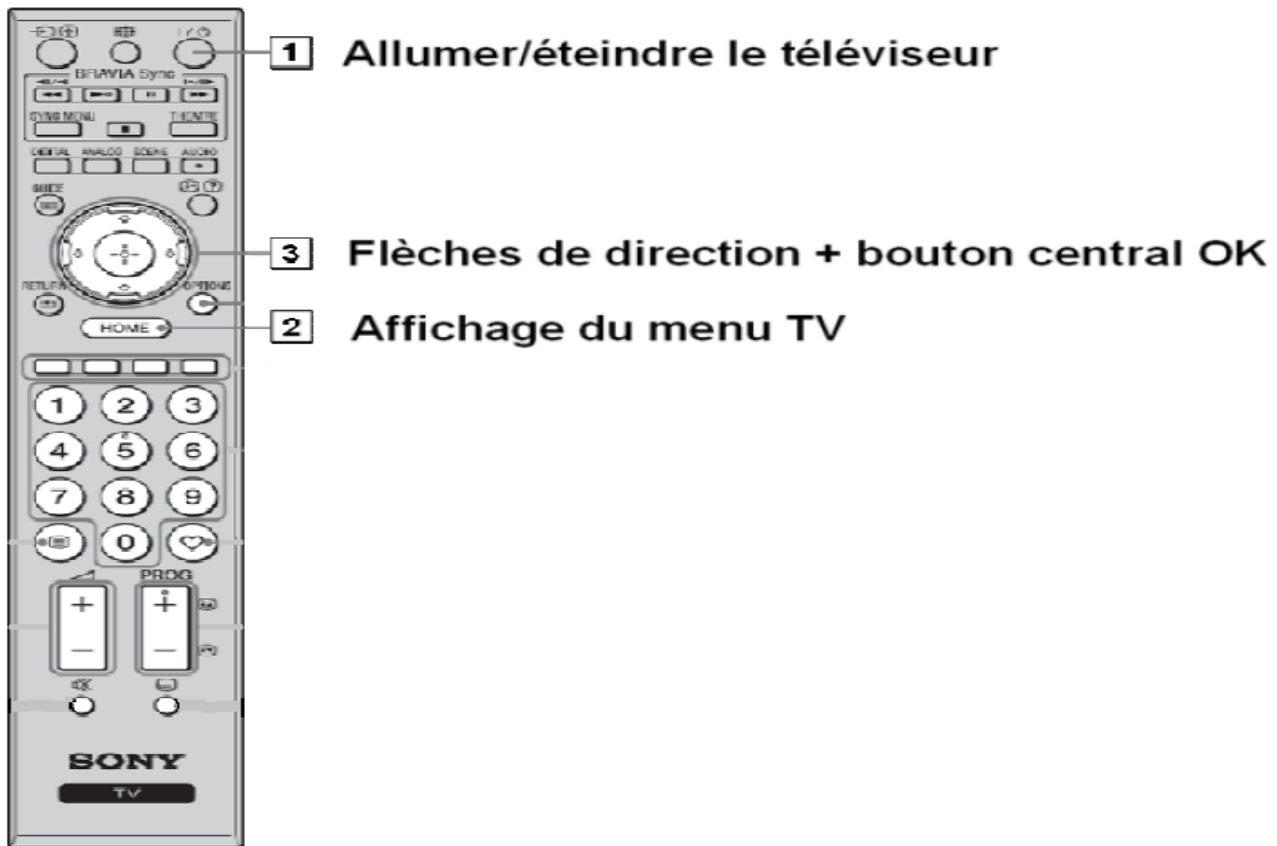 I/⏻
1 Allumer/éteindre le téléviseur
BRAVIA Sync
SYNC MENU THEATRE
DIGITAL ANALOG SCENE AUDIO
GUIDE
3 Flèches de direction + bouton central OK
RETURN OPTIONS
HOME
2 Affichage du menu TV
1 2 3
4 5 6
7 8 9
0
PROG
+ +
− −
SONY
TV